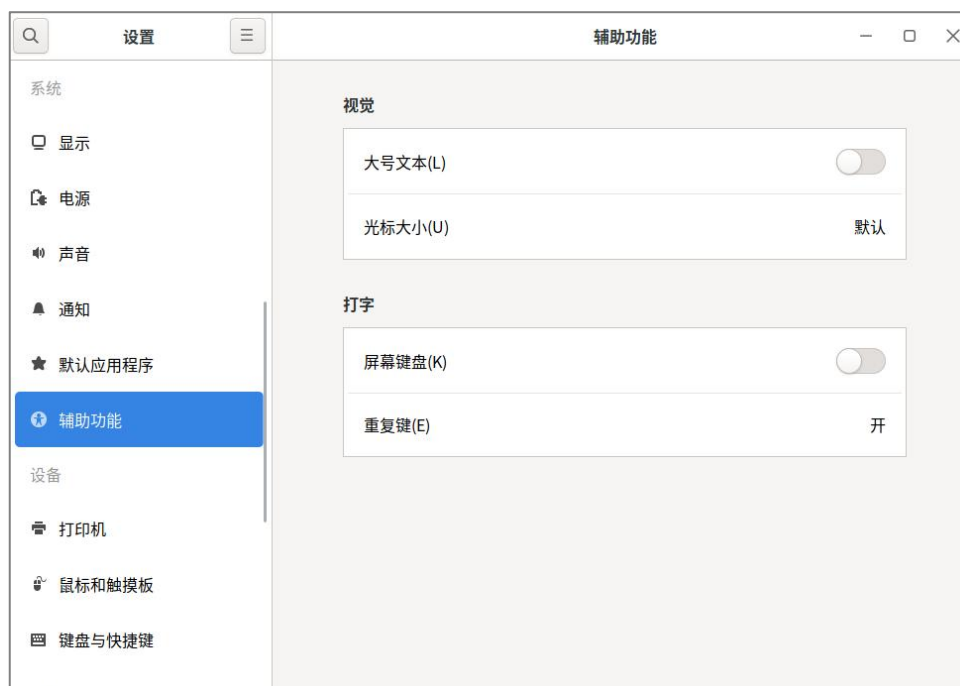 设置
辅助功能
系统
显示
电源
声音
通知
默认应用程序
辅助功能
设备
打印机
鼠标和触摸板
键盘与快捷键
视觉
大号文本(L)
光标大小(U) 默认
打字
屏幕键盘(K)
重复键(E) 开